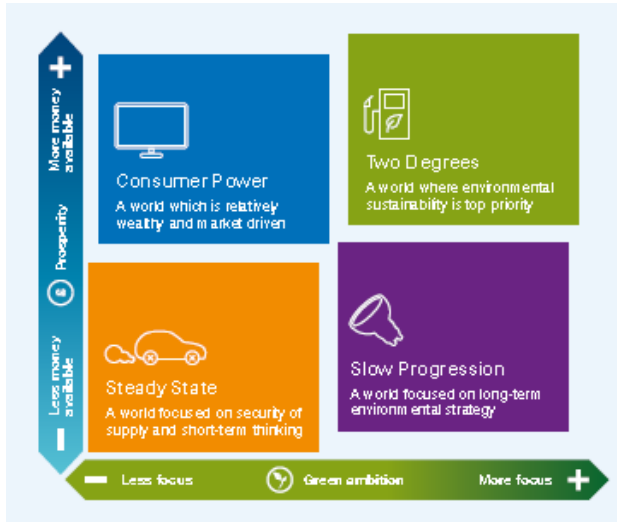 More money
available
Prosperity
£
Less money
available
Consumer Power
A world which is relatively
wealthy and market driven
Two Degrees
A world where environmental
sustainability is top priority
Steady State
A world focused on security of
supply and short-term thinking
Slow Progression
A world focused on long-term
environmental strategy
Less focus
Green ambition
More focus